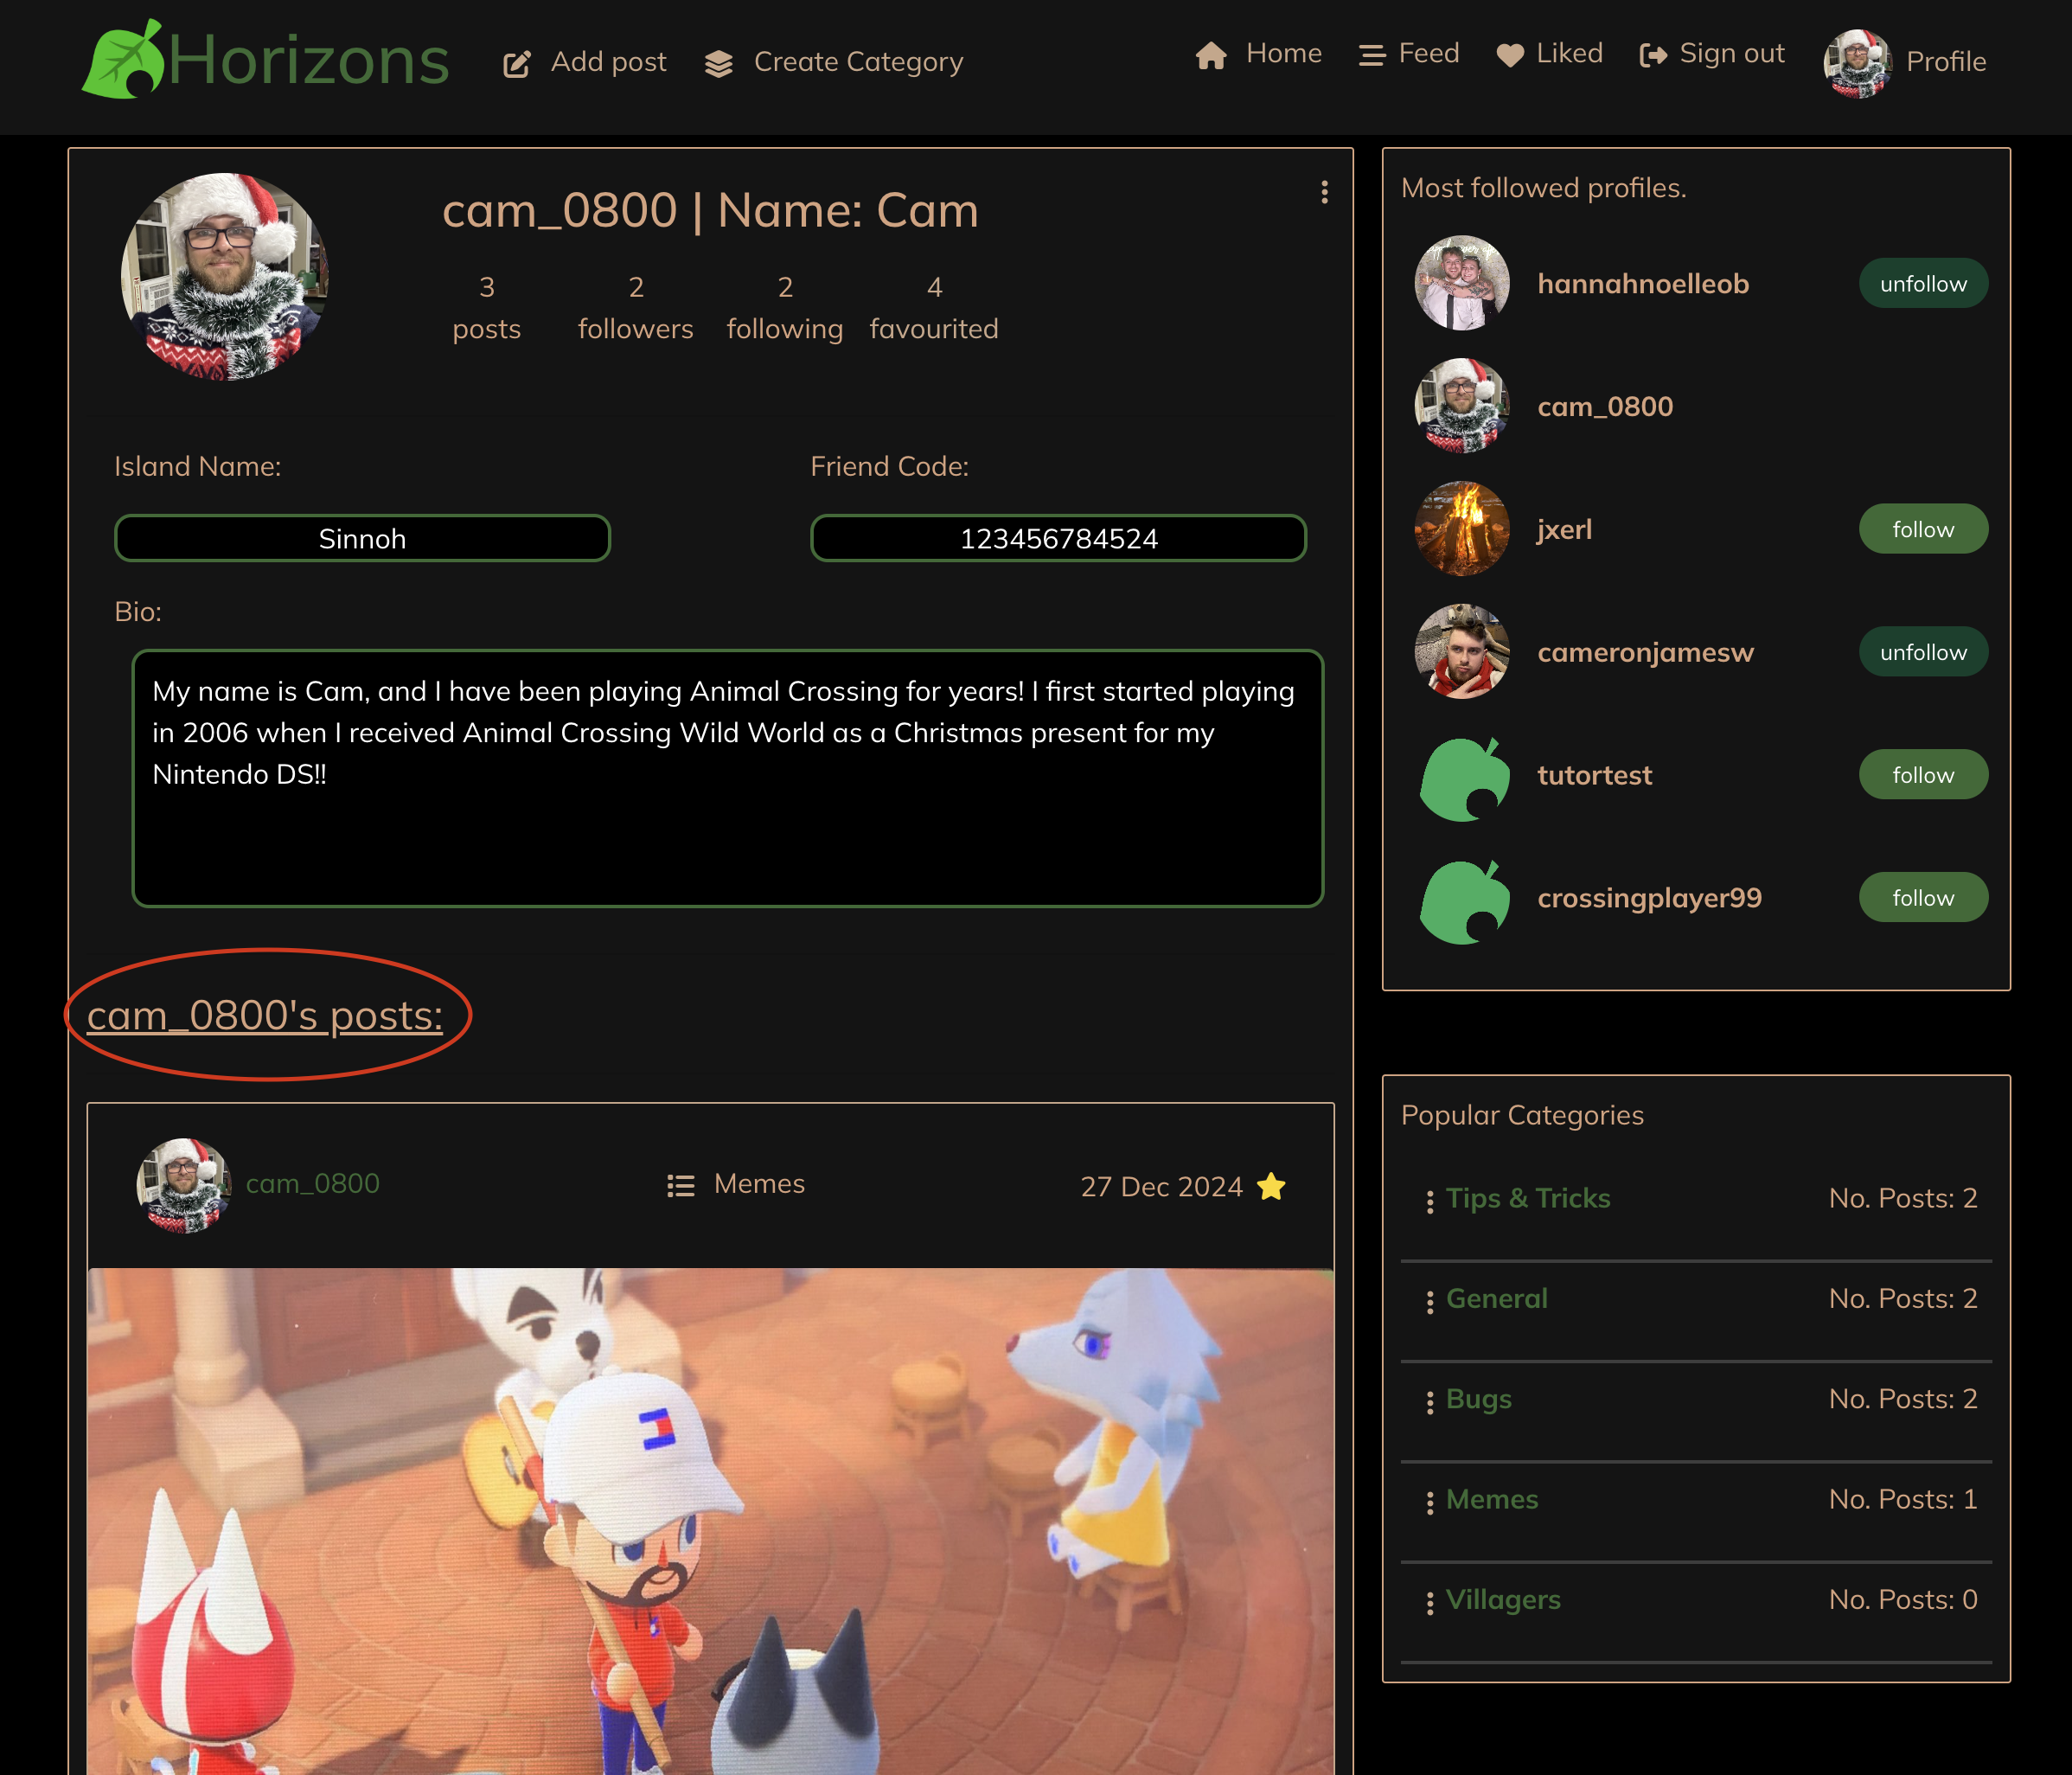 Horizons
Add post
Create Category
Home
Feed
Liked
Sign out
Profile
cam_0800 | Name: Cam
3 2 2 4
posts followers following favourited
Island Name:
Sinnoh
Friend Code:
123456784524
Bio:
My name is Cam, and I have been playing Animal Crossing for years! I first started playing
in 2006 when I received Animal Crossing Wild World as a Christmas present for my
Nintendo DS!!
cam_0800's posts:
cam_0800
Memes
27 Dec 2024
Most followed profiles.
hannahnoelleob unfollow
cam_0800
jxerl follow
cameronjamesw unfollow
tutortest follow
crossingplayer99 follow
Popular Categories
Tips & Tricks No. Posts: 2
General No. Posts: 2
Bugs No. Posts: 2
Memes No. Posts: 1
Villagers No. Posts: 0